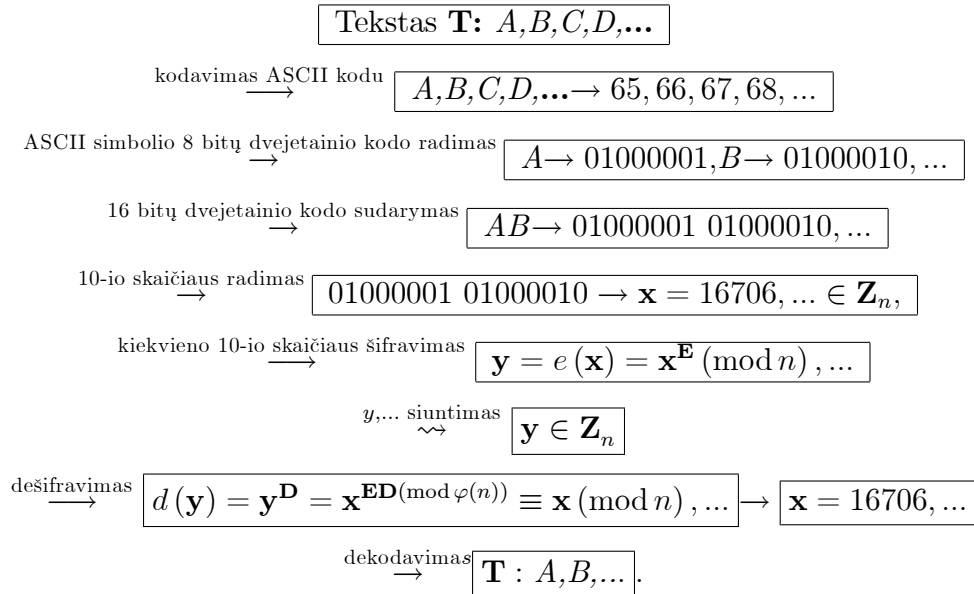 Tekstas T: A,B,C,D,...
kodavimas ASCII kodu → A,B,C,D,...→ 65, 66, 67, 68, ...
ASCII simbolio 8 bitų dvejetainio kodo radimas → A→ 01000001, B→ 01000010, ...
16 bitų dvejetainio kodo sudarymas → AB→ 01000001 01000010, ...
10-io skaičiaus radimas → 01000001 01000010 → x = 16706, ... ∈ Z_n,
kiekvieno 10-io skaičiaus šifravimas → y = e (x) = x^E (mod n) , ...
y,... siuntimas ⇝ y ∈ Z_n
dešifravimas → d (y) = y^D = x^ED(mod φ(n)) ≡ x (mod n) , ... → x = 16706, ...
dekodavimas → T : A,B,... .